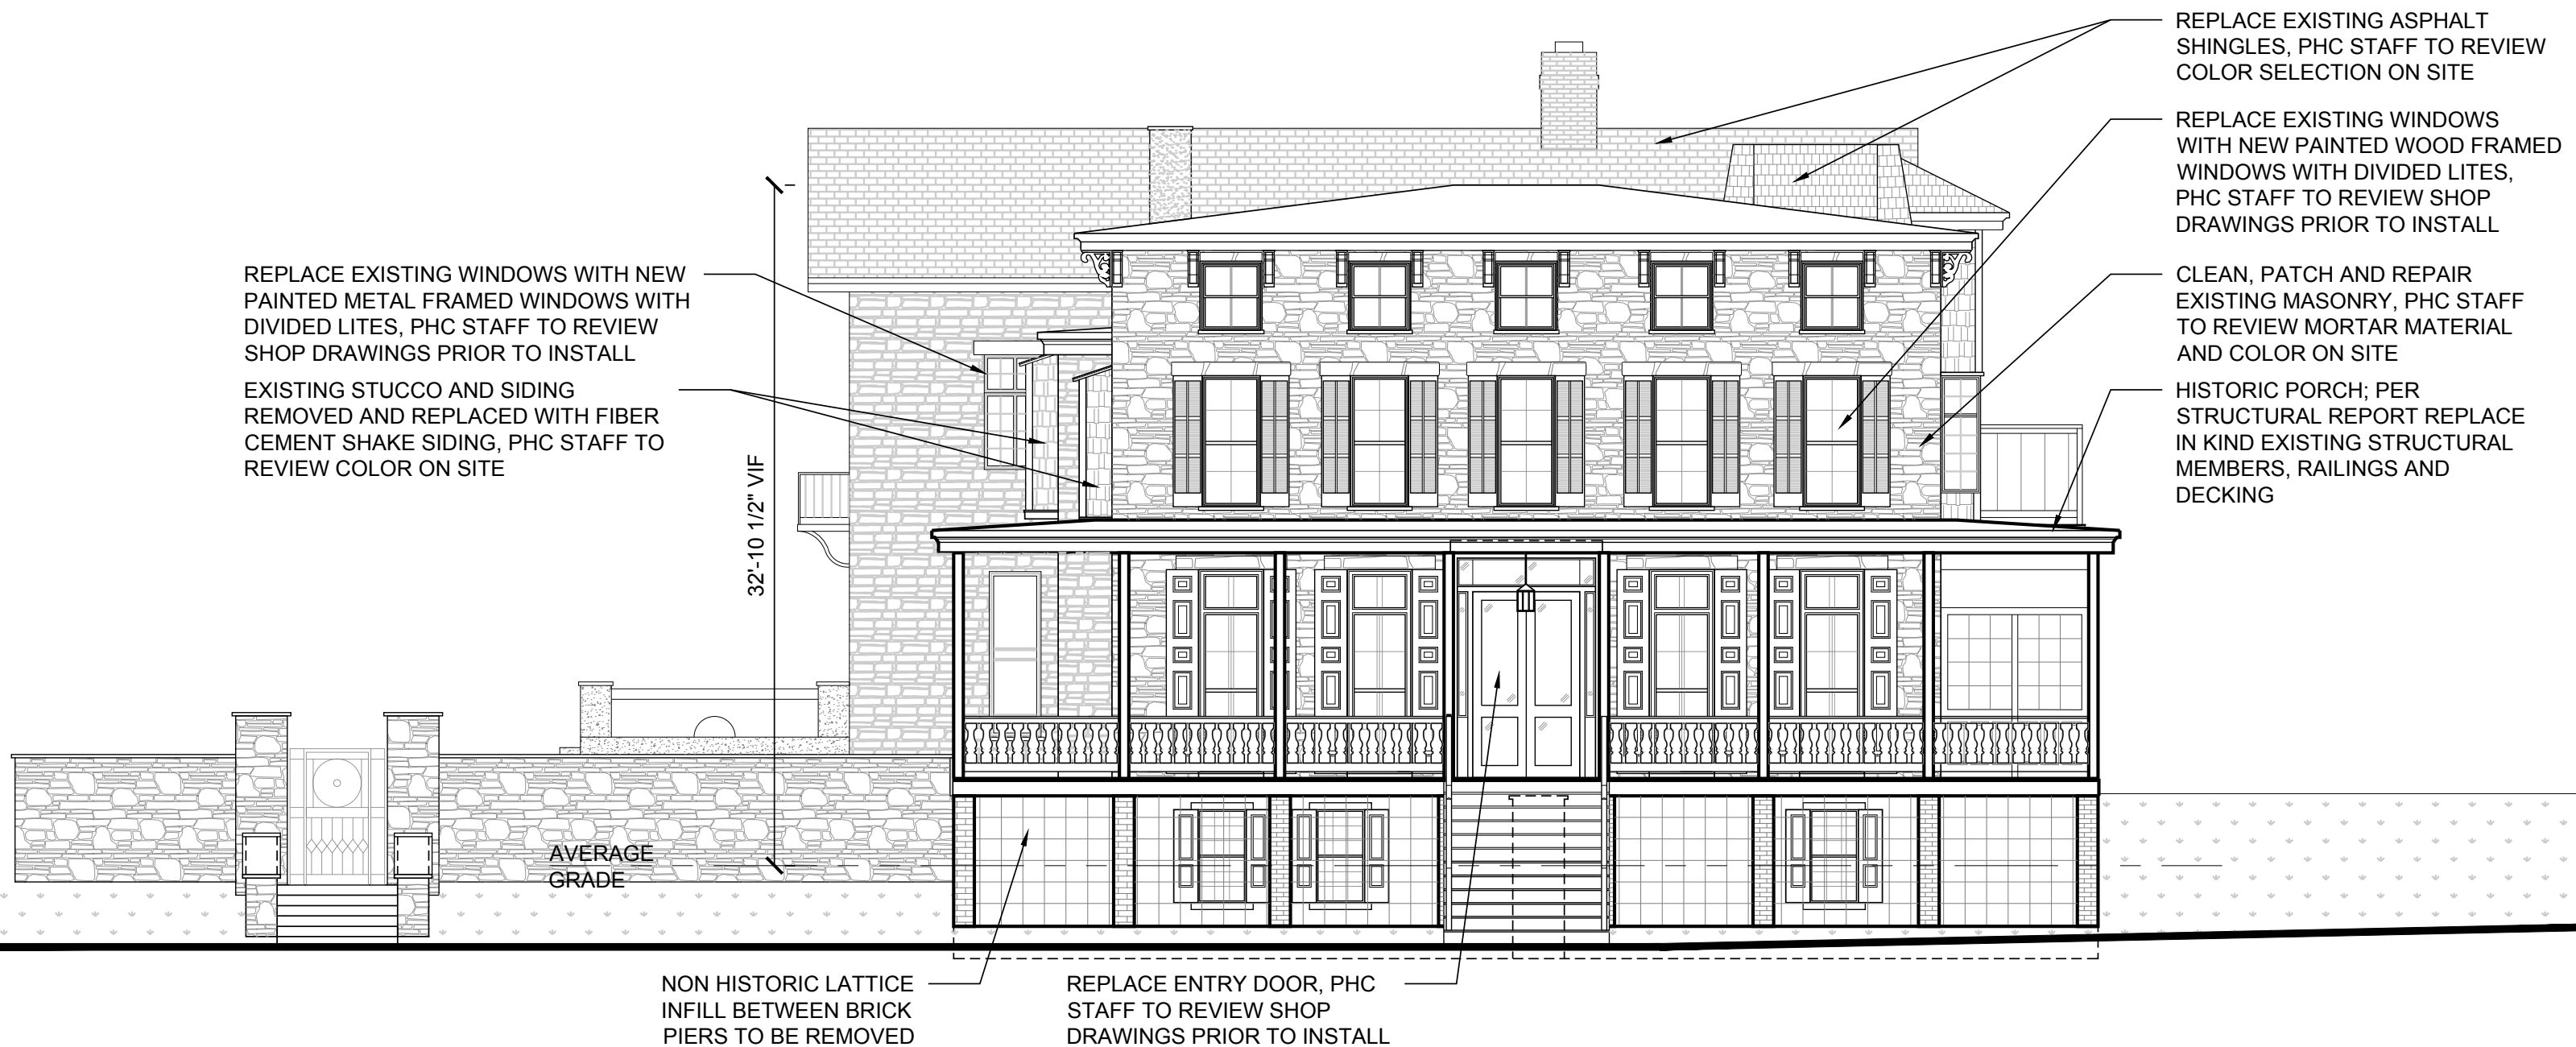 REPLACE EXISTING ASPHALT
SHINGLES, PHC STAFF TO REVIEW
COLOR SELECTION ON SITE
REPLACE EXISTING WINDOWS
WITH NEW PAINTED WOOD FRAMED
WINDOWS WITH DIVIDED LITES,
PHC STAFF TO REVIEW SHOP
DRAWINGS PRIOR TO INSTALL
CLEAN, PATCH AND REPAIR
EXISTING MASONRY, PHC STAFF
TO REVIEW MORTAR MATERIAL
AND COLOR ON SITE
HISTORIC PORCH; PER
STRUCTURAL REPORT REPLACE
IN KIND EXISTING STRUCTURAL
MEMBERS, RAILINGS AND
DECKING
REPLACE EXISTING WINDOWS WITH NEW
PAINTED METAL FRAMED WINDOWS WITH
DIVIDED LITES, PHC STAFF TO REVIEW
SHOP DRAWINGS PRIOR TO INSTALL
EXISTING STUCCO AND SIDING
REMOVED AND REPLACED WITH FIBER
CEMENT SHAKE SIDING, PHC STAFF TO
REVIEW COLOR ON SITE
32'-10 1/2" VIF
AVERAGE
GRADE
NON HISTORIC LATTICE
INFILL BETWEEN BRICK
PIERS TO BE REMOVED
REPLACE ENTRY DOOR, PHC
STAFF TO REVIEW SHOP
DRAWINGS PRIOR TO INSTALL